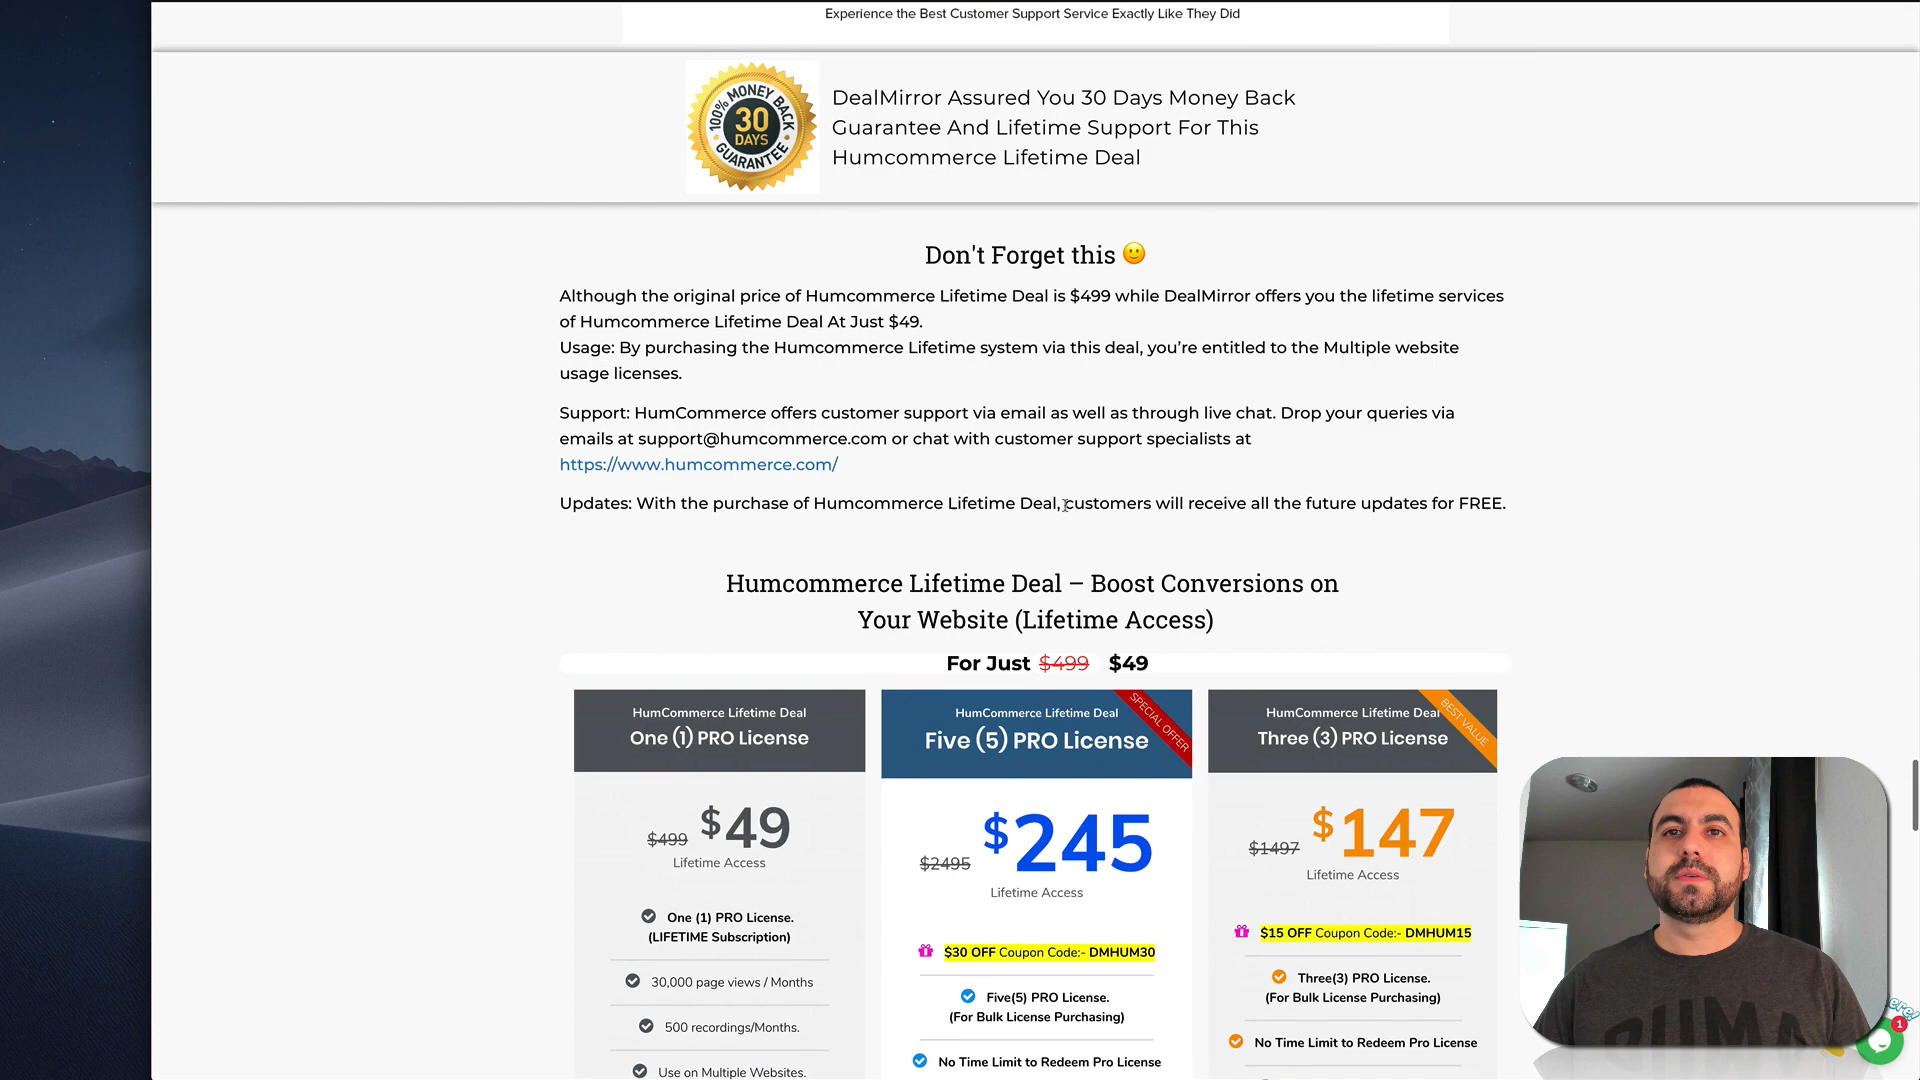 Experience the Best Customer Support Service Exactly Like They Did
100% MONEY BACK
30
DAYS
GUARANTEE
DealMirror Assured You 30 Days Money Back
Guarantee And Lifetime Support For This
Humcommerce Lifetime Deal
Don't Forget this 🙂
Although the original price of Humcommerce Lifetime Deal is $499 while DealMirror offers you the lifetime services
of Humcommerce Lifetime Deal At Just $49.
Usage: By purchasing the Humcommerce Lifetime system via this deal, you’re entitled to the Multiple website
usage licenses.
Support: HumCommerce offers customer support via email as well as through live chat. Drop your queries via
emails at support@humcommerce.com or chat with customer support specialists at
https://www.humcommerce.com/
Updates: With the purchase of Humcommerce Lifetime Deal, customers will receive all the future updates for FREE.
Humcommerce Lifetime Deal – Boost Conversions on
Your Website (Lifetime Access)
For Just $499 $49
HumCommerce Lifetime Deal
One (1) PRO License
$499 $49
Lifetime Access
One (1) PRO License.
(LIFETIME Subscription)
30,000 page views / Months
500 recordings/Months.
Use on Multiple Websites.
HumCommerce Lifetime Deal
Five (5) PRO License
SPECIAL OFFER
$2495 $245
Lifetime Access
$30 OFF Coupon Code:- DMHUM30
Five(5) PRO License.
(For Bulk License Purchasing)
No Time Limit to Redeem Pro License
HumCommerce Lifetime Deal
Three (3) PRO License
BEST VALUE
$1497 $147
Lifetime Access
$15 OFF Coupon Code:- DMHUM15
Three(3) PRO License.
(For Bulk License Purchasing)
No Time Limit to Redeem Pro License
1